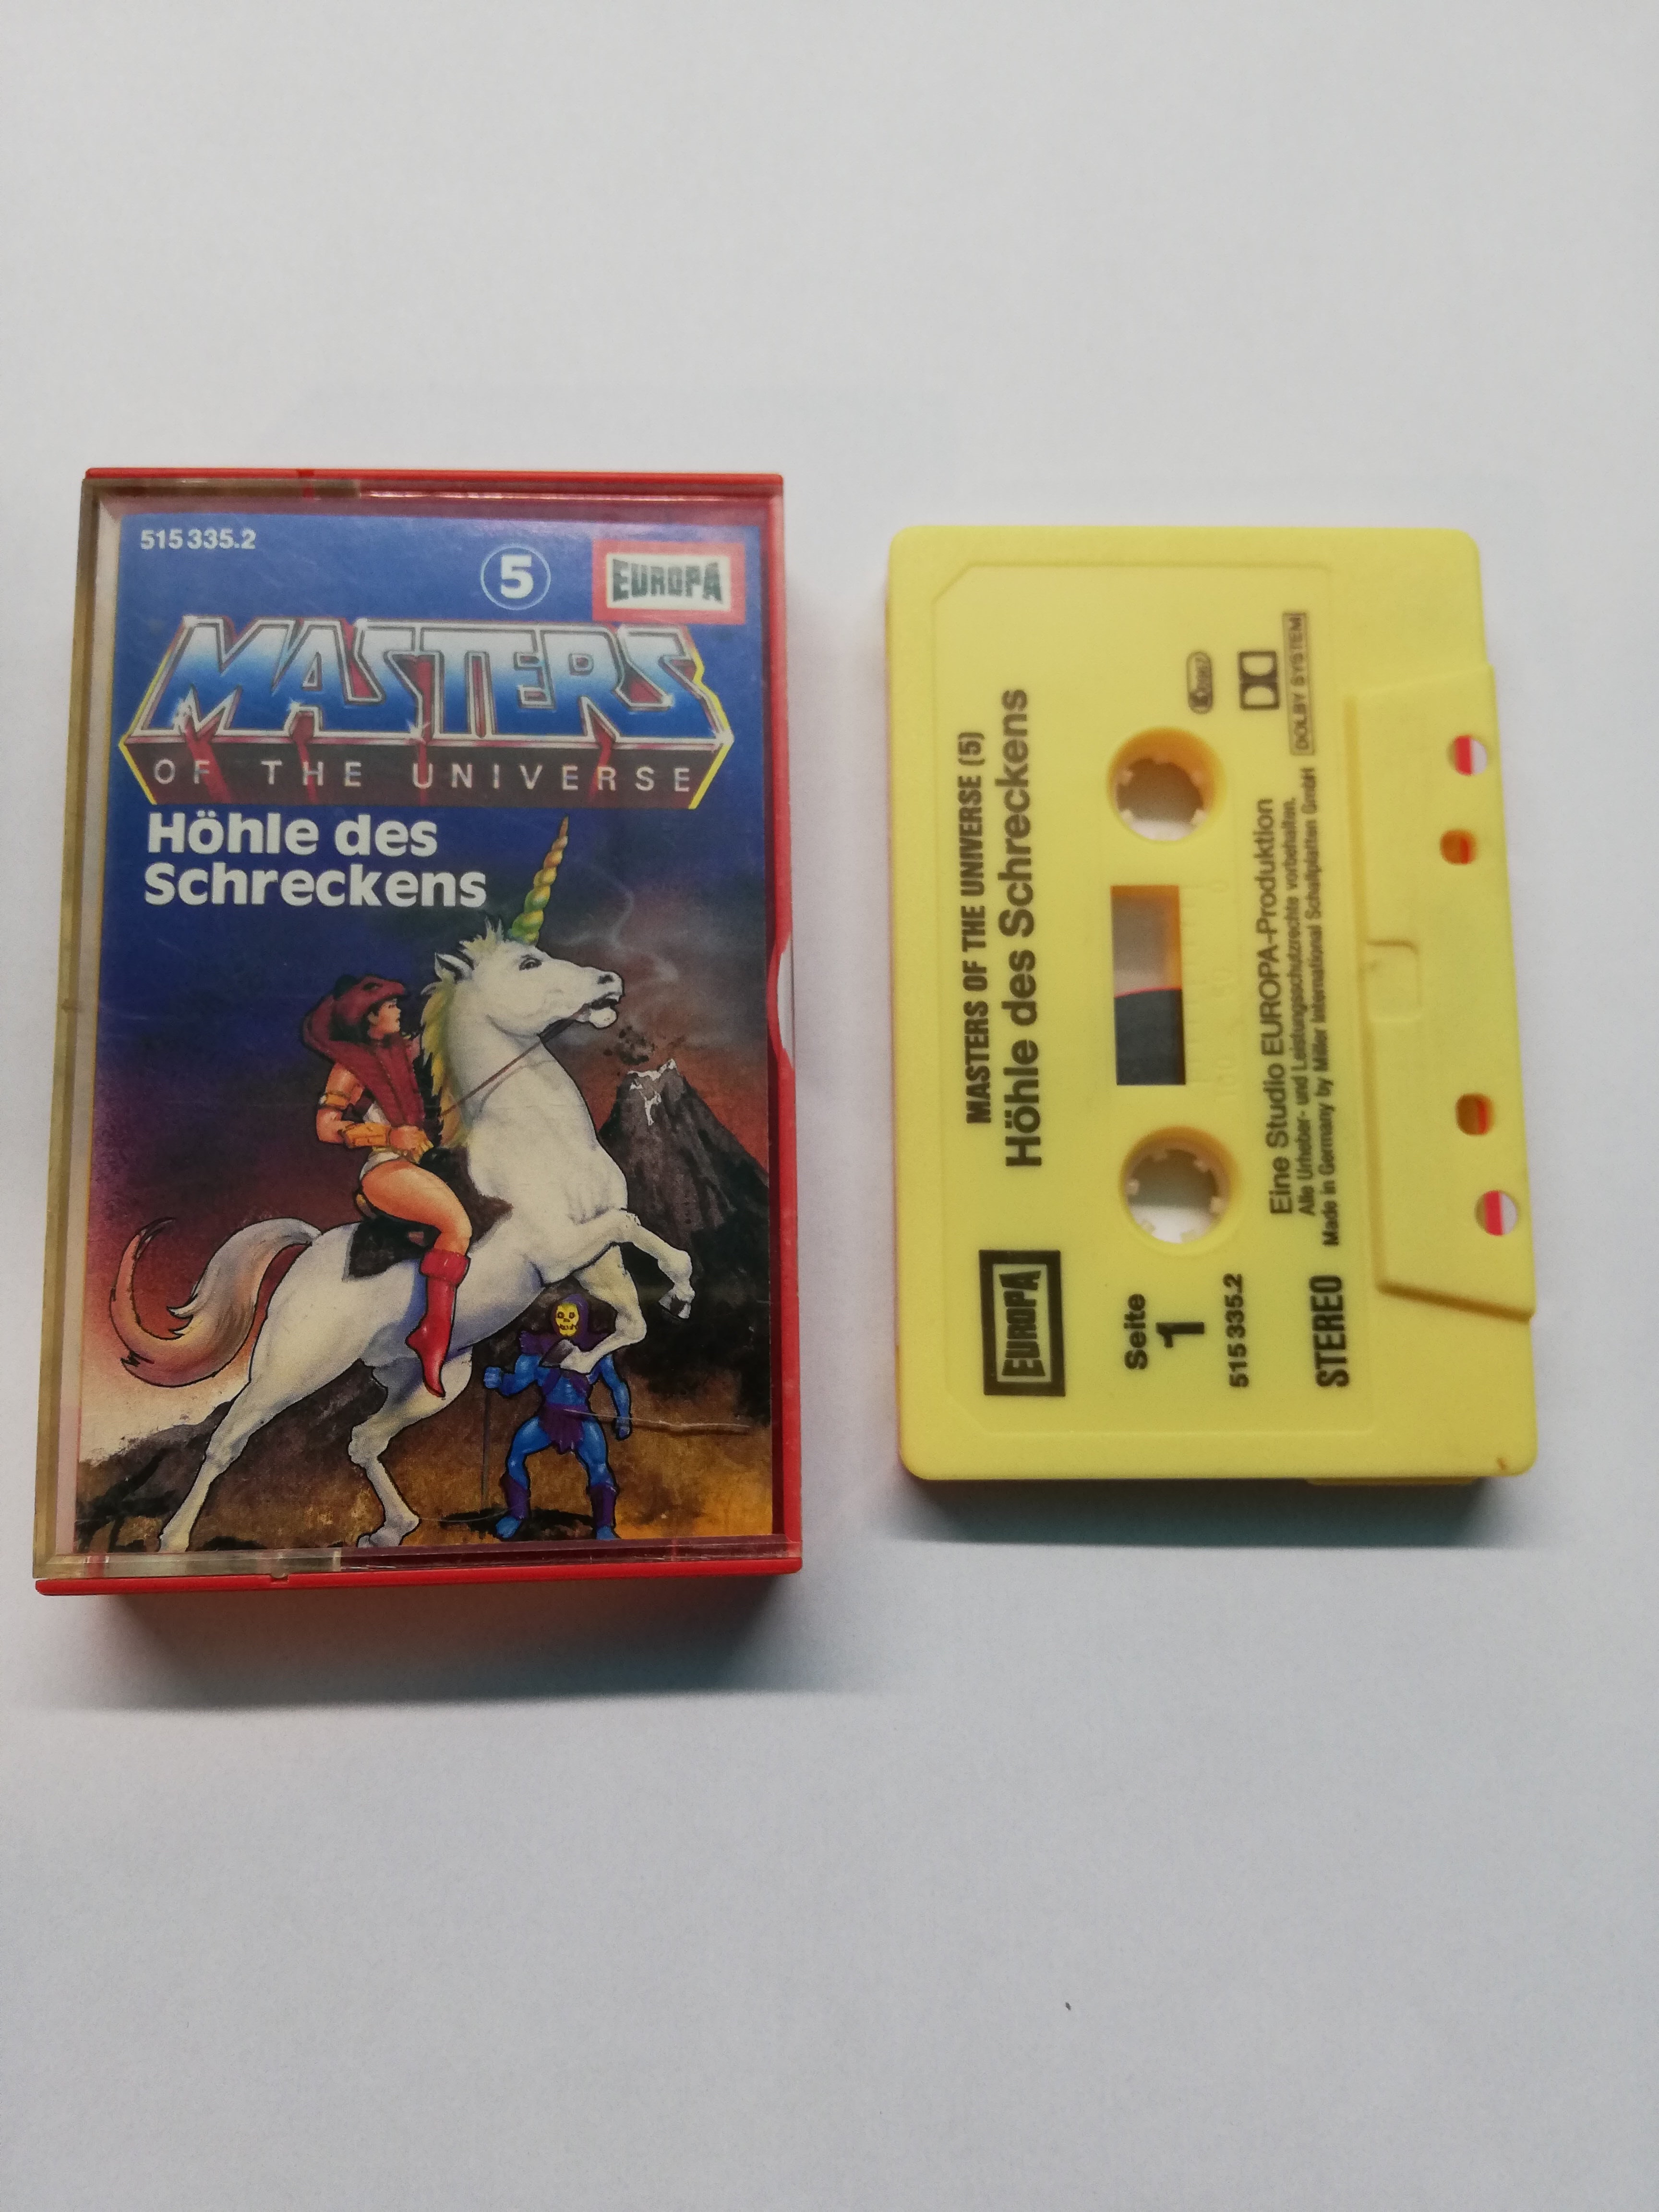 515 335.2
5
EUROPA
MASTERS
OF THE UNIVERSE
Höhle des
Schreckens
MASTERS OF THE UNIVERSE (5)
Höhle des Schreckens
EUROPA
Seite
1
515 335.2
STEREO
Eine Studio EUROPA-Produktion
Alle Urheber- und Leistungsschutzrechte vorbehalten.
Made in Germany by Miller International Schallplatten GmbH
DOLBY SYSTEM